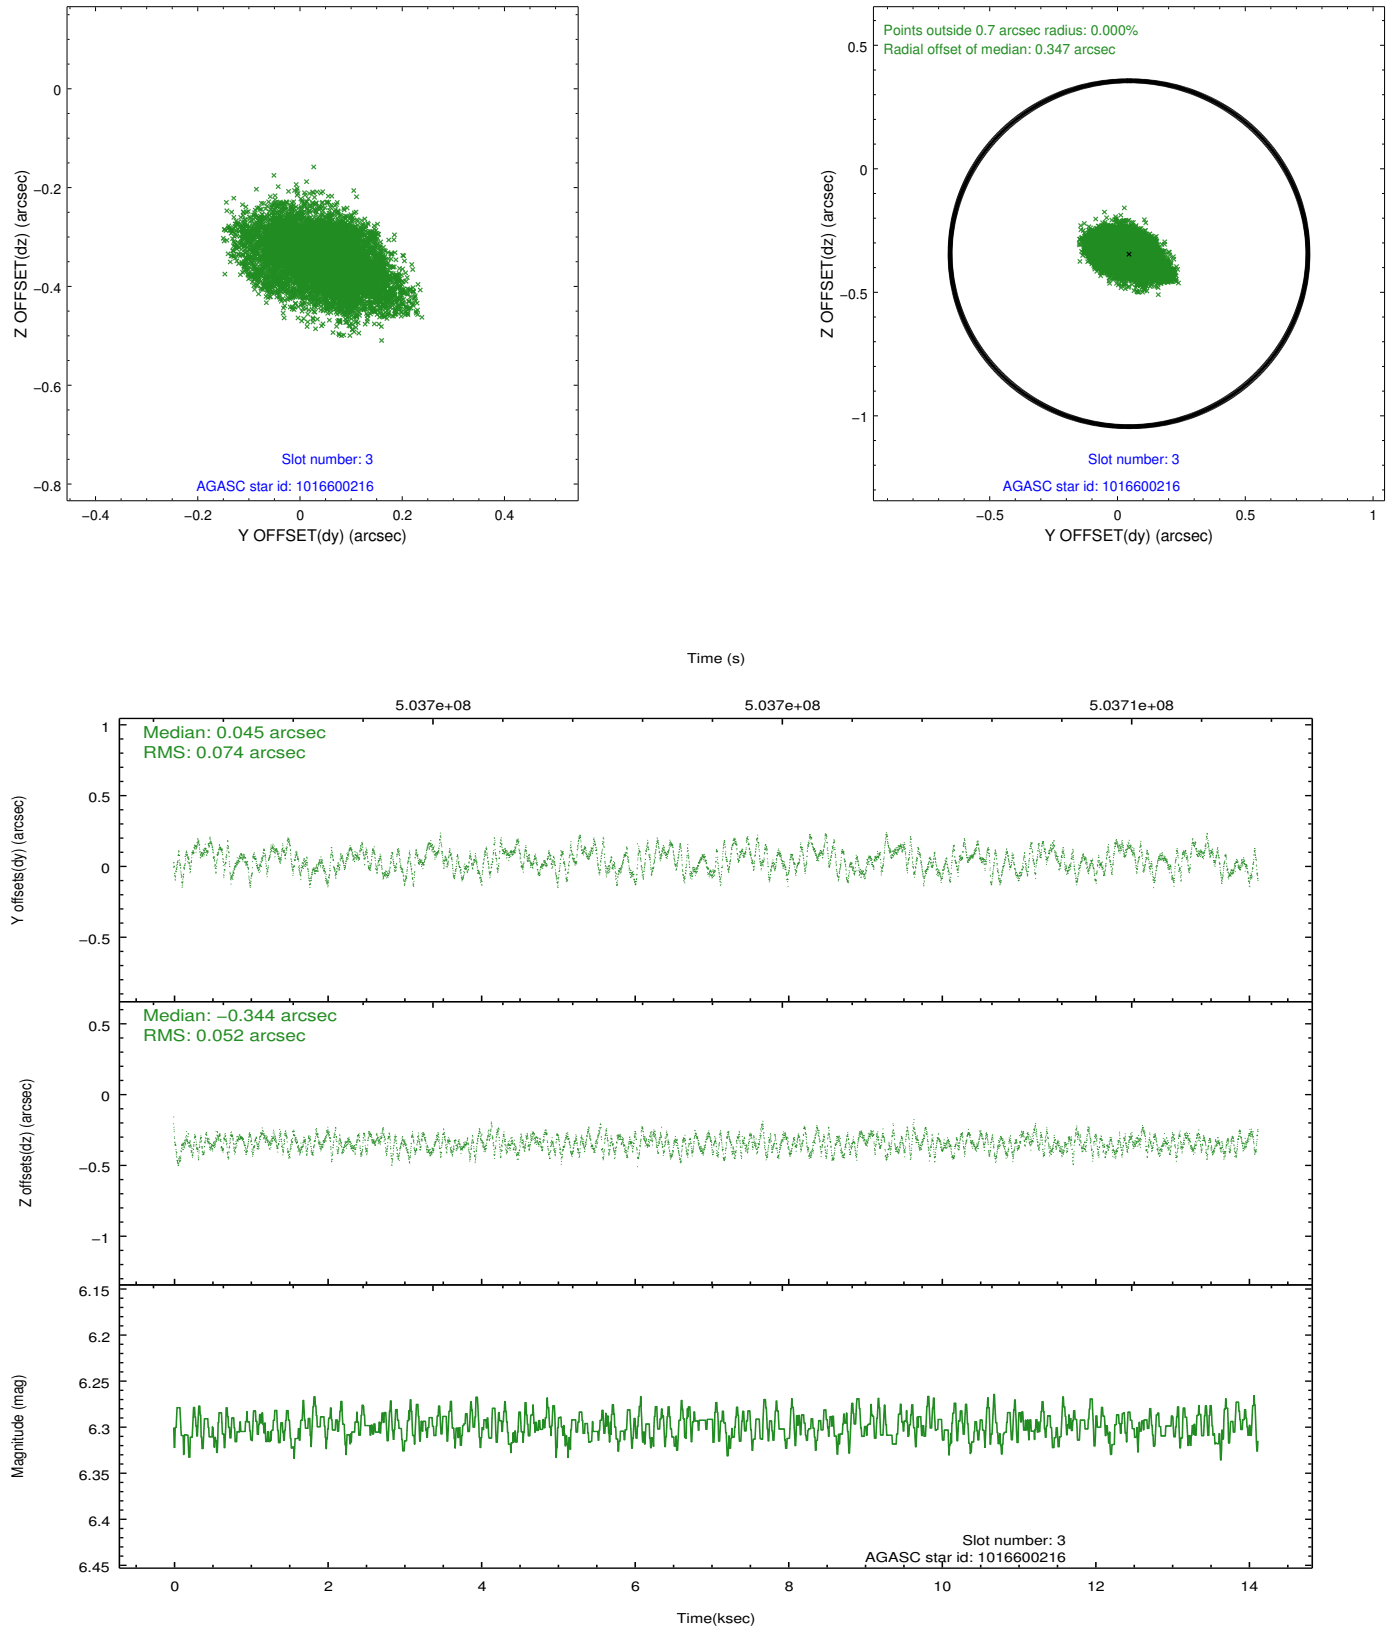 0
−0.2
−0.4
−0.6
−0.8
Z OFFSET(dz) (arcsec)
Slot number: 3
AGASC star id: 1016600216
−0.4 −0.2 0 0.2 0.4
Y OFFSET(dy) (arcsec)
Points outside 0.7 arcsec radius: 0.000%
Radial offset of median: 0.347 arcsec
0.5
0
−0.5
−1
Z OFFSET(dz) (arcsec)
Slot number: 3
AGASC star id: 1016600216
−0.5 0 0.5 1
Y OFFSET(dy) (arcsec)
Time (s)
5.037e+08 5.037e+08 5.0371e+08
Median: 0.045 arcsec
RMS: 0.074 arcsec
1
0.5
0
−0.5
Y offsets(dy) (arcsec)
Median: −0.344 arcsec
RMS: 0.052 arcsec
0.5
0
−0.5
−1
Z offsets(dz) (arcsec)
6.15
6.2
6.25
6.3
6.35
6.4
6.45
Magnitude (mag)
Slot number: 3
AGASC star id: 1016600216
0 2 4 6 8 10 12 14
Time(ksec)